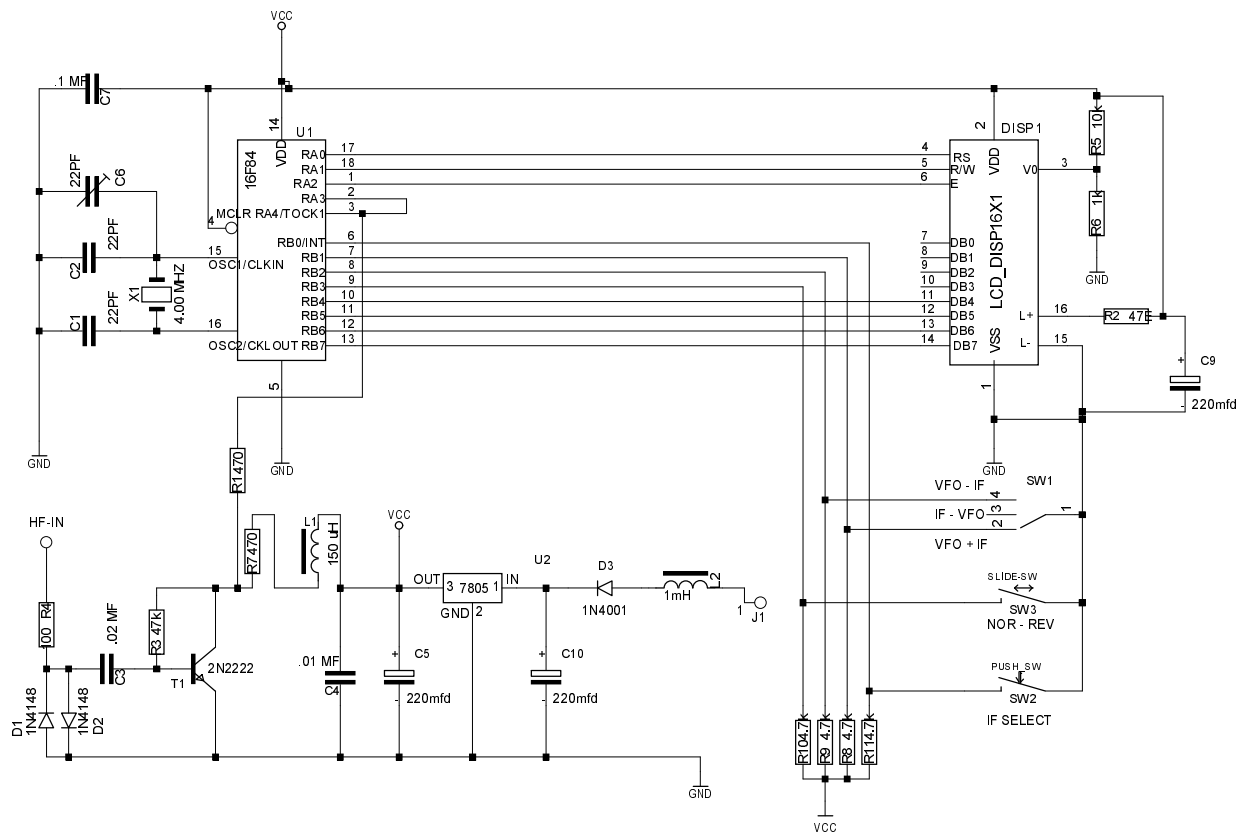 VCC
.1 MF
C7
14
U1
2
DISP1
R5 10
VDD
16F84
RA0
17
4
RS
VDD
V0
3
RA1
18
5
R/W
22PF
C6
RA2
1
6
E
RA3
2
MCLR
RA4/TOCK1
3
4
R6 1k
LCD_DISP16X1
22PF
RB0/INT
6
7
DB0
15
RB1
7
8
DB1
OSC1/CLKIN
C2
RB2
8
9
DB2
GND
RB3
9
10
DB3
X1
4.00 MHZ
RB4
10
11
DB4
22PF
RB5
11
12
DB5
L+
16
R2 47E
C1
16
RB6
12
13
DB6
OSC2/CKLOUT
RB7
13
14
DB7
VSS
L-
15
5
1
+
C9
-
220mfd
GND
GND
GND
R1470
SW1
VFO - IF
4
IF - VFO
3
1
2
VFO + IF
HF-IN
R7470
L1
150 uH
VCC
U2
OUT
3
7805
1
IN
D3
1N4001
L2
1mH
GND
2
1
J1
SLIDE-SW
SW3
NOR - REV
100 R4
.02 MF
R3 47k
C3
T1
2N2222
.01 MF
C4
+
C5
-
220mfd
+
C10
-
220mfd
PUSH_SW
SW2
IF SELECT
D1
1N4148
1N4148
D2
R104.7
R9 4.7
R8 4.7
R114.7
GND
VCC